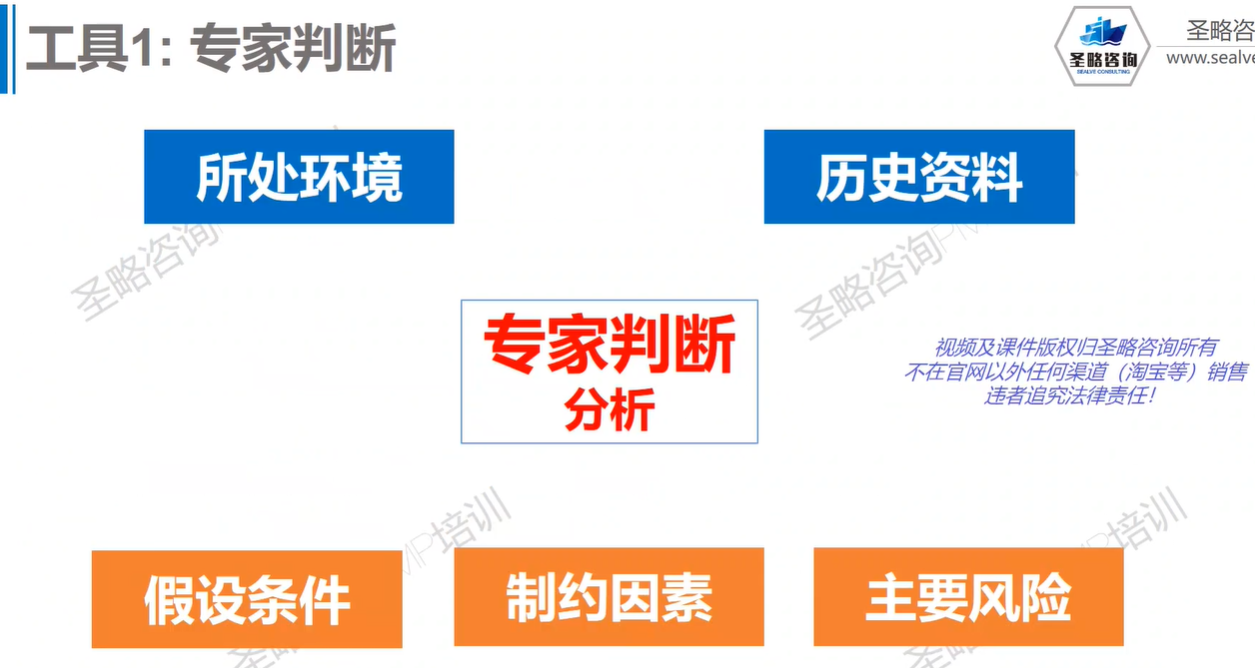 工具1: 专家判断
圣略咨询
SEALVE CONSULTING
圣略咨
www.sealve
所处环境
历史资料
圣略咨询PM
圣略咨询PM
专家判断
分析
视频及课件版权归圣略咨询所有
不在官网以外任何渠道（淘宝等）销售
违者追究法律责任！
MP培训
MP培训
假设条件
制约因素
主要风险